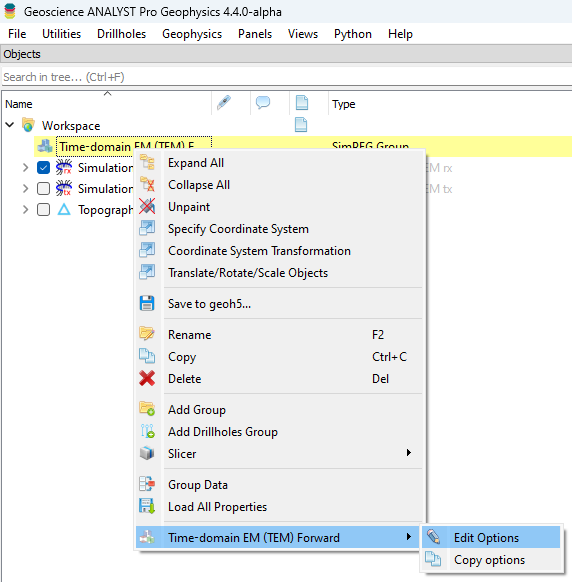 Geoscience ANALYST Pro Geophysics 4.4.0-alpha
File Utilities Drillholes Geophysics Panels Views Python Help
Objects
Search in tree... (Ctrl+F)
Name Type
Workspace
Time-domain EM (TEM) F SimPEG Group
Expand All
rx Simulation EM rx
Collapse All
tx Simulation EM tx
Unpaint
Topograph
Specify Coordinate System
Coordinate System Transformation
Translate/Rotate/Scale Objects
Save to geoh5...
Rename F2
Copy Ctrl+C
Delete Del
Add Group
Add Drillholes Group
Slicer
Group Data
Load All Properties
Time-domain EM (TEM) Forward
Edit Options
Copy options